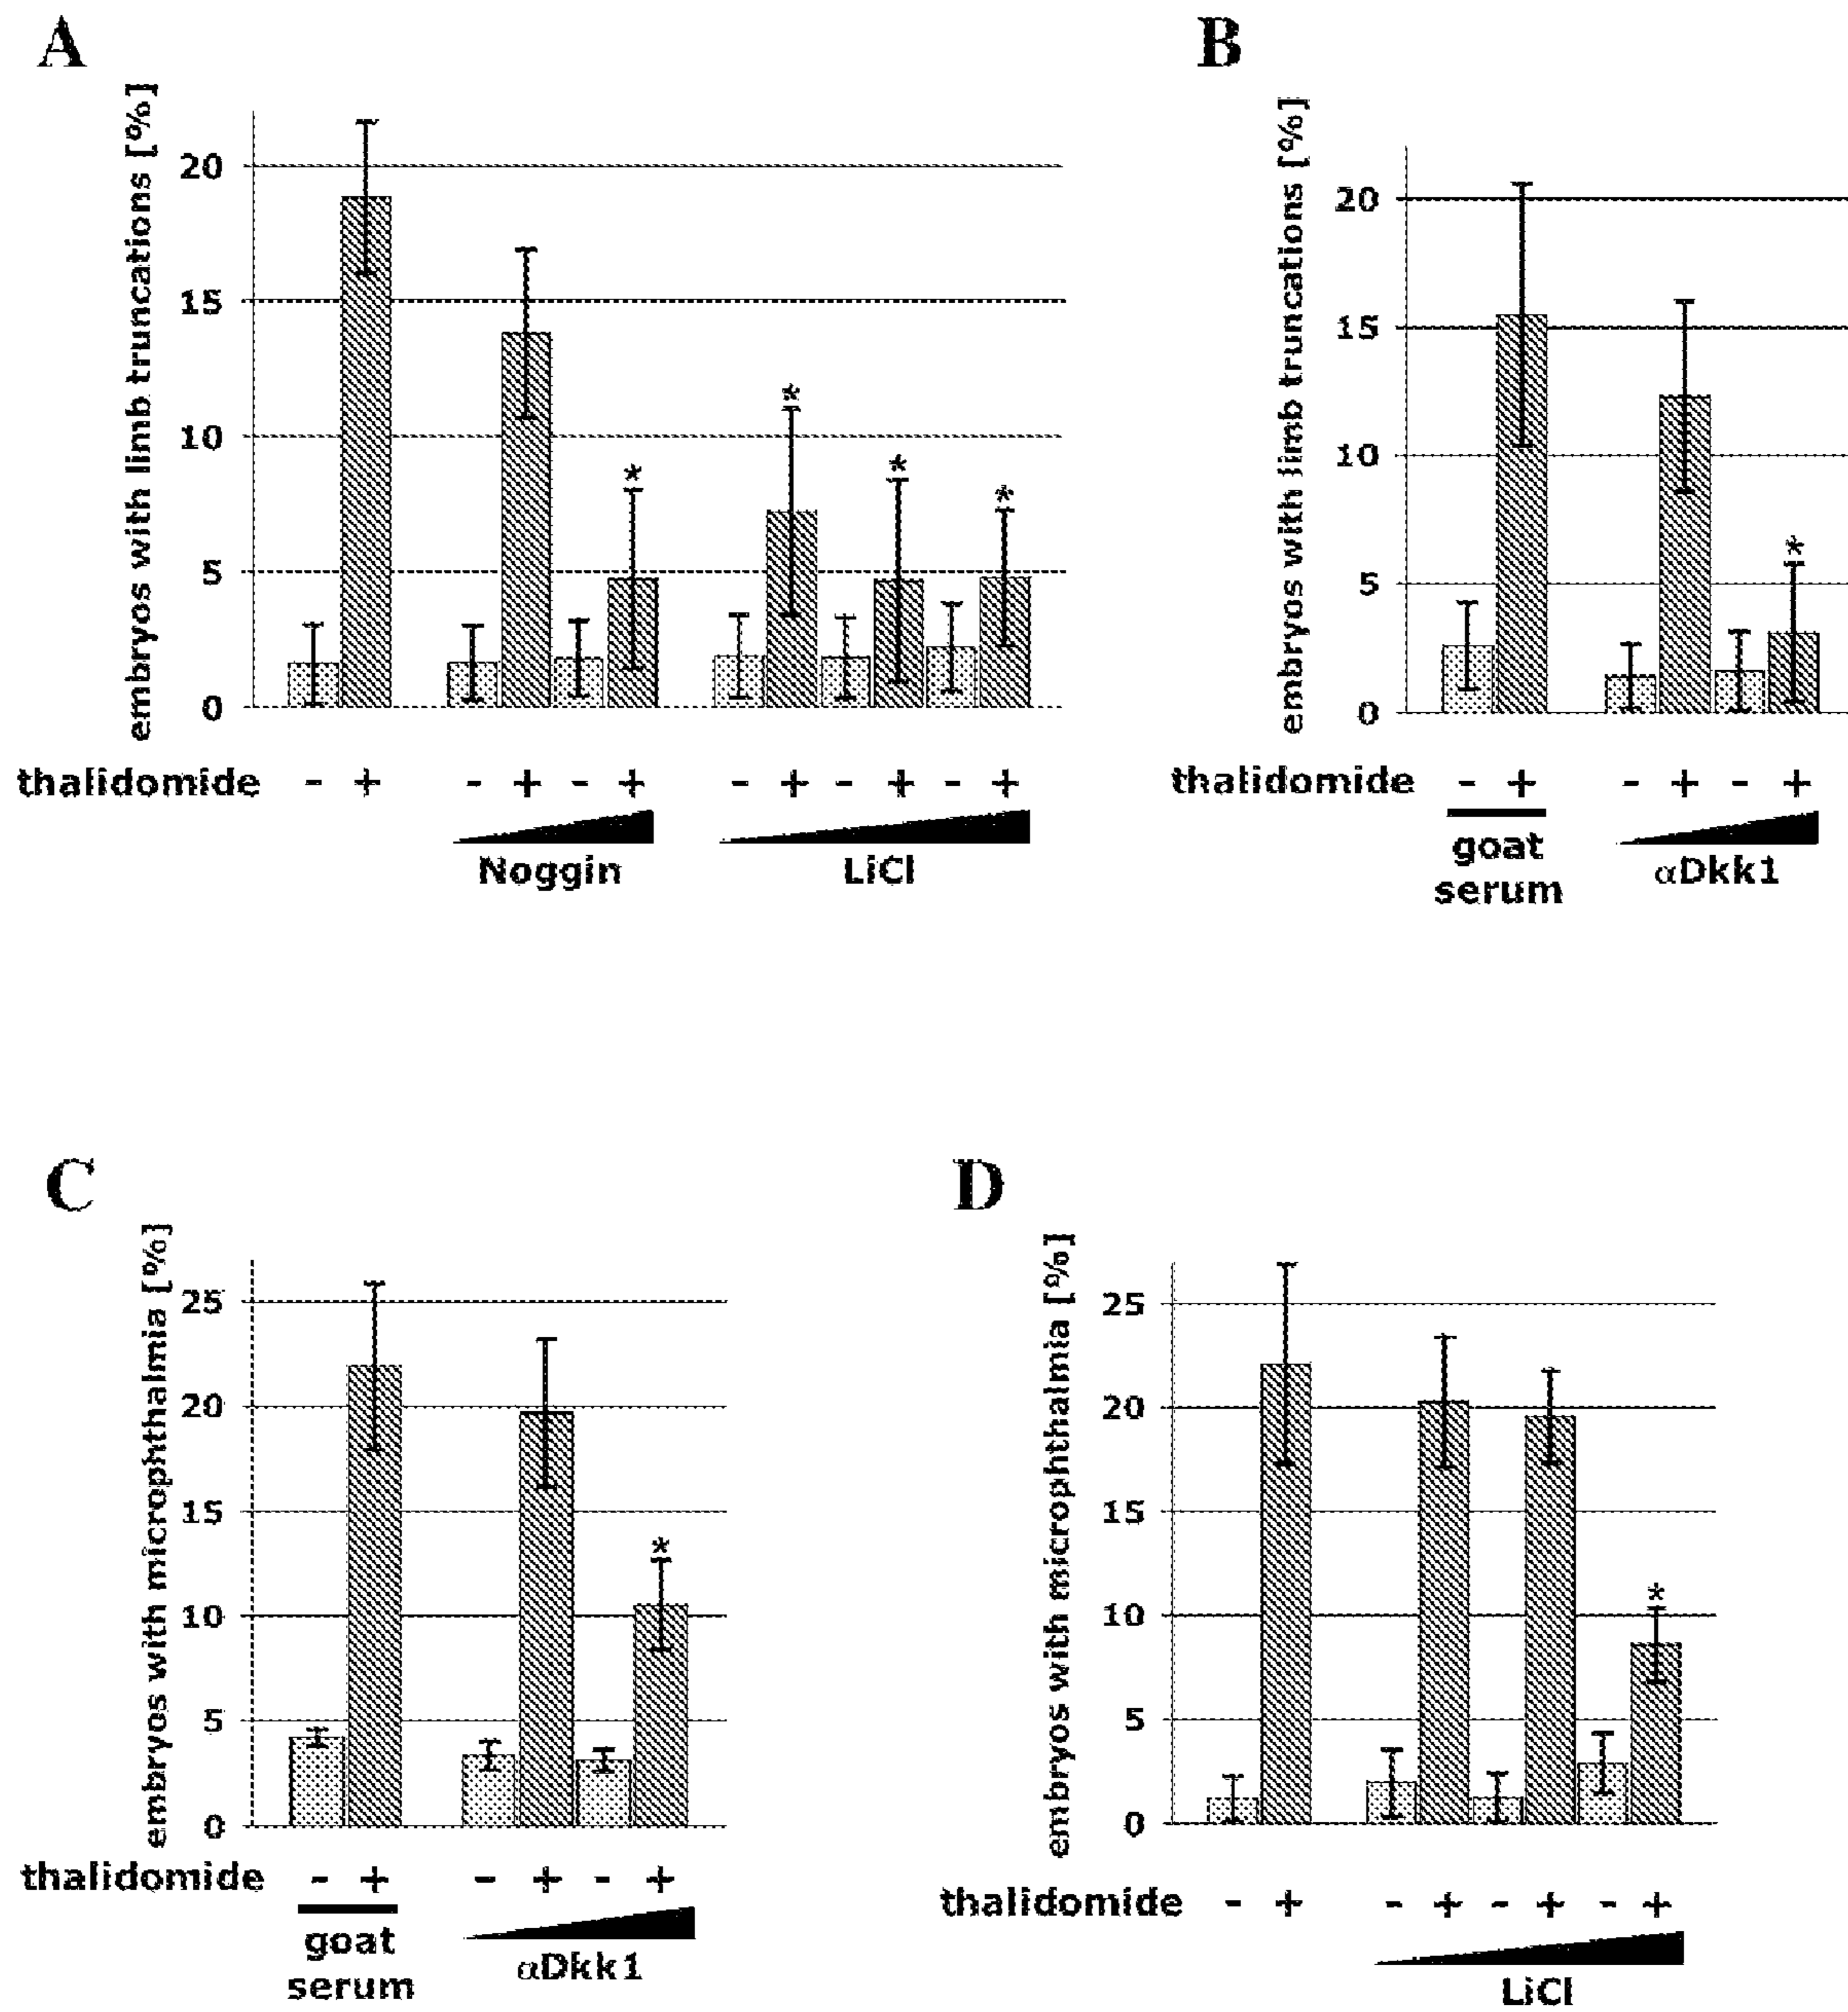 A
embryos with limb truncations [%]
20
15
10
5
0
* * * *
thalidomide - + - + - + - + - + - +
Noggin LiCl
B
embryos with limb truncations [%]
20
15
10
5
0
*
thalidomide - + - + - +
goat
serum
αDkk1
C
embryos with microphthalmia [%]
25
20
15
10
5
0
*
thalidomide - + - + - +
goat
serum
αDkk1
D
embryos with microphthalmia [%]
25
20
15
10
5
0
*
thalidomide - + - + - + - +
LiCl